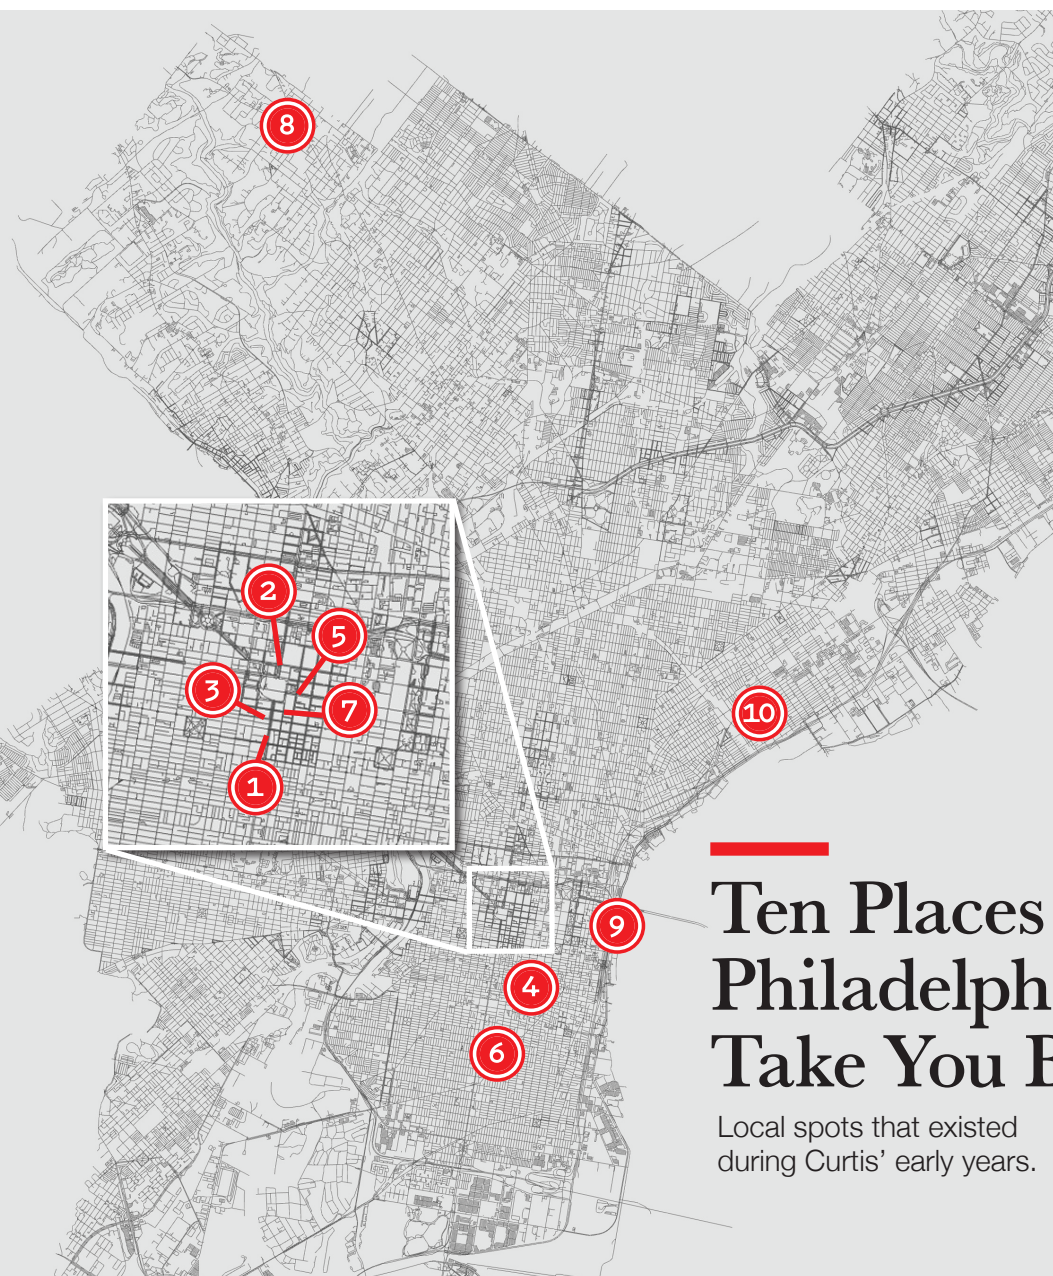 8
2
5
3
7
1
10
9
4
6
Ten Places
Philadelph
Take You
Local spots that existed
during Curtis’ early years.